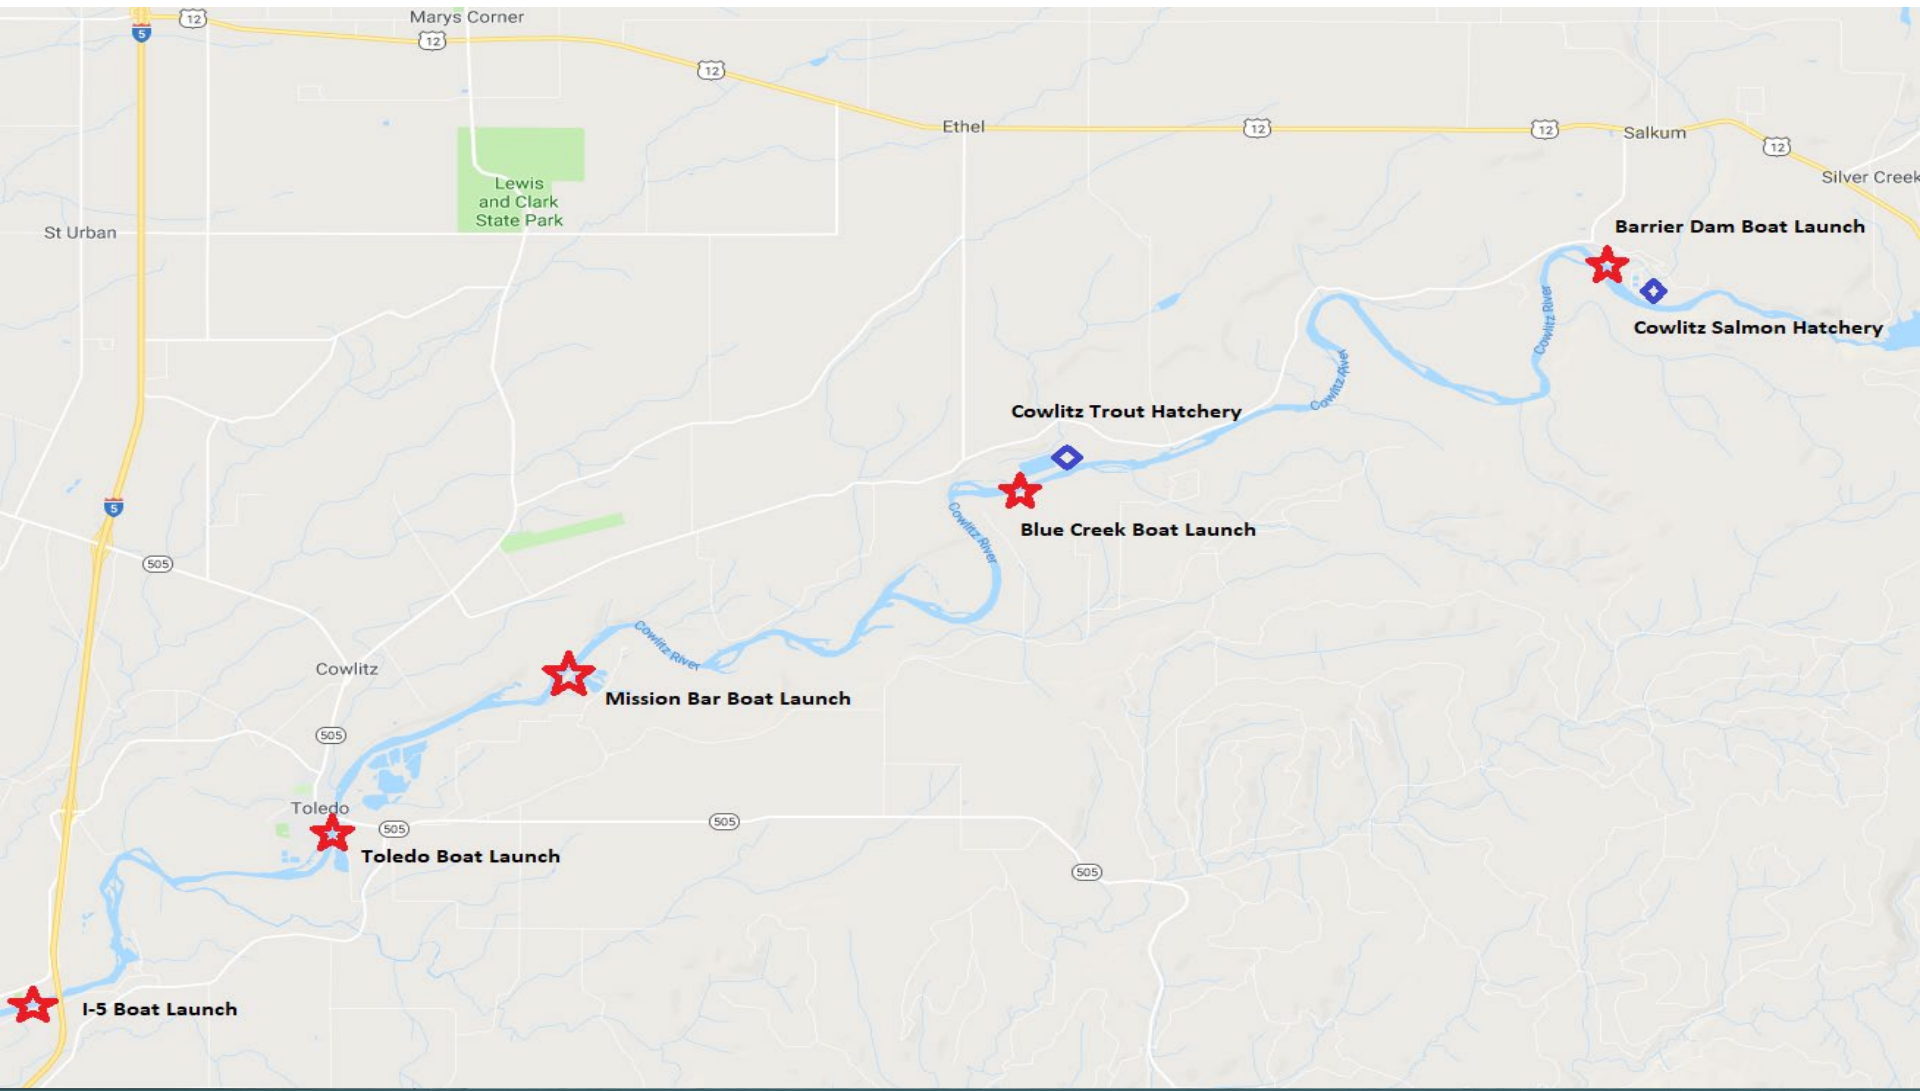 Marys Corner
12
5
12
12
Ethel
12
12
Salkum
12
Silver Creek
Lewis
and Clark
State Park
St Urban
Barrier Dam Boat Launch
Cowlitz River
Cowlitz Salmon Hatchery
Cowlitz River
Cowlitz Trout Hatchery
5
Cowlitz River
Blue Creek Boat Launch
505
Cowlitz River
Cowlitz
Mission Bar Boat Launch
505
Toledo
505
505
Toledo Boat Launch
505
I-5 Boat Launch